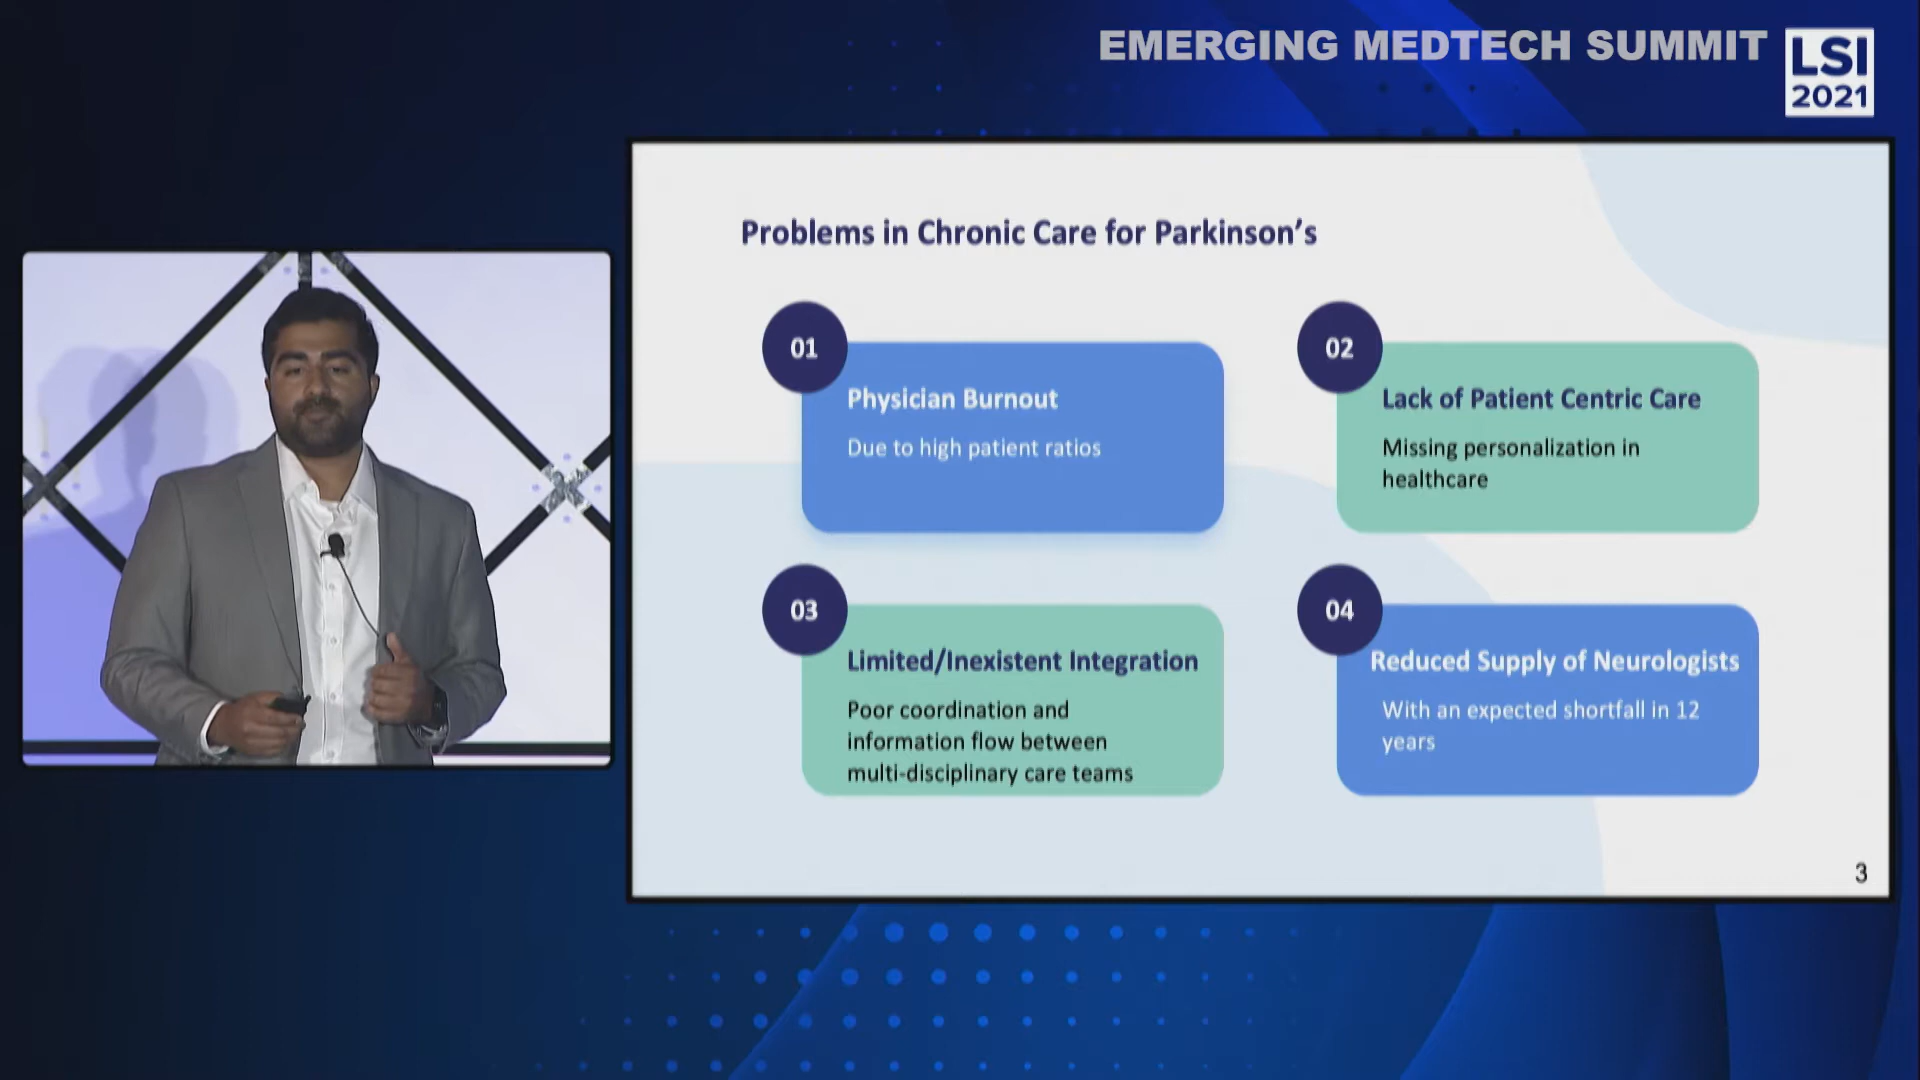 EMERGING MEDTECH SUMMIT
LSI
2021
Problems in Chronic Care for Parkinson's
01
Physician Burnout
Due to high patient ratios
02
Lack of Patient Centric Care
Missing personalization in
healthcare
03
Limited/Inexistent Integration
Poor coordination and
information flow between
multi-disciplinary care teams
04
Reduced Supply of Neurologists
With an expected shortfall in 12
years
3